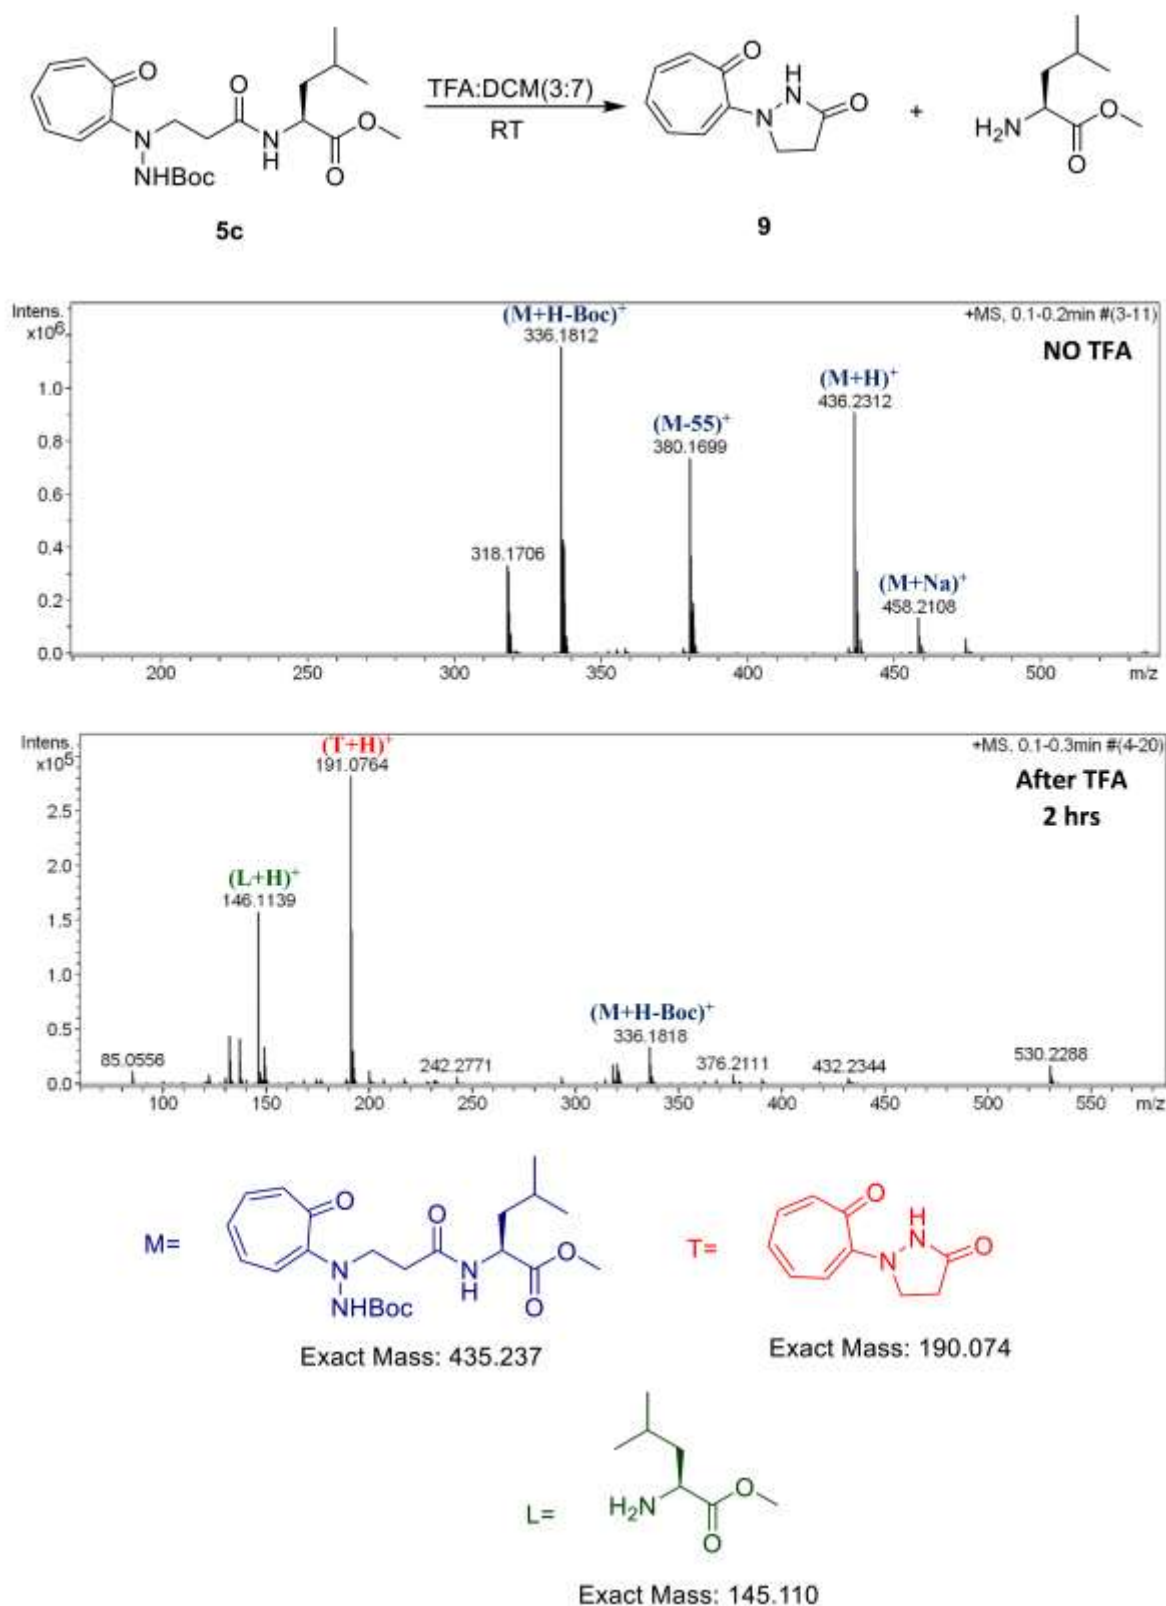 O
O
N
NHBoc
N
H
O
O
5c
TFA:DCM(3:7)
RT
O
H
N
NH
O
9
+
H2N
O
O
Intens.
x10^6
1.0
0.8
0.6
0.4
0.2
0.0
(M+H-Boc)+
336.1812
318.1706
(M-55)+
380.1699
(M+H)+
436.2312
(M+Na)+
458.2108
+MS, 0.1-0.2min #(3-11)
NO TFA
200 250 300 350 400 450 500 m/z
Intens.
x10^5
2.5
2.0
1.5
1.0
0.5
0.0
(T+H)+
191.0764
(L+H)+
146.1139
85.0556
242.2771
(M+H-Boc)+
336.1818
376.2111
432.2344
530.2288
+MS, 0.1-0.3min #(4-20)
After TFA
2 hrs
100 150 200 250 300 350 400 450 500 550 m/z
M=
O
O
N
N
H
O
O
NHBoc
Exact Mass: 435.237
T=
O
H
N
N
O
Exact Mass: 190.074
L=
H2N
O
O
Exact Mass: 145.110